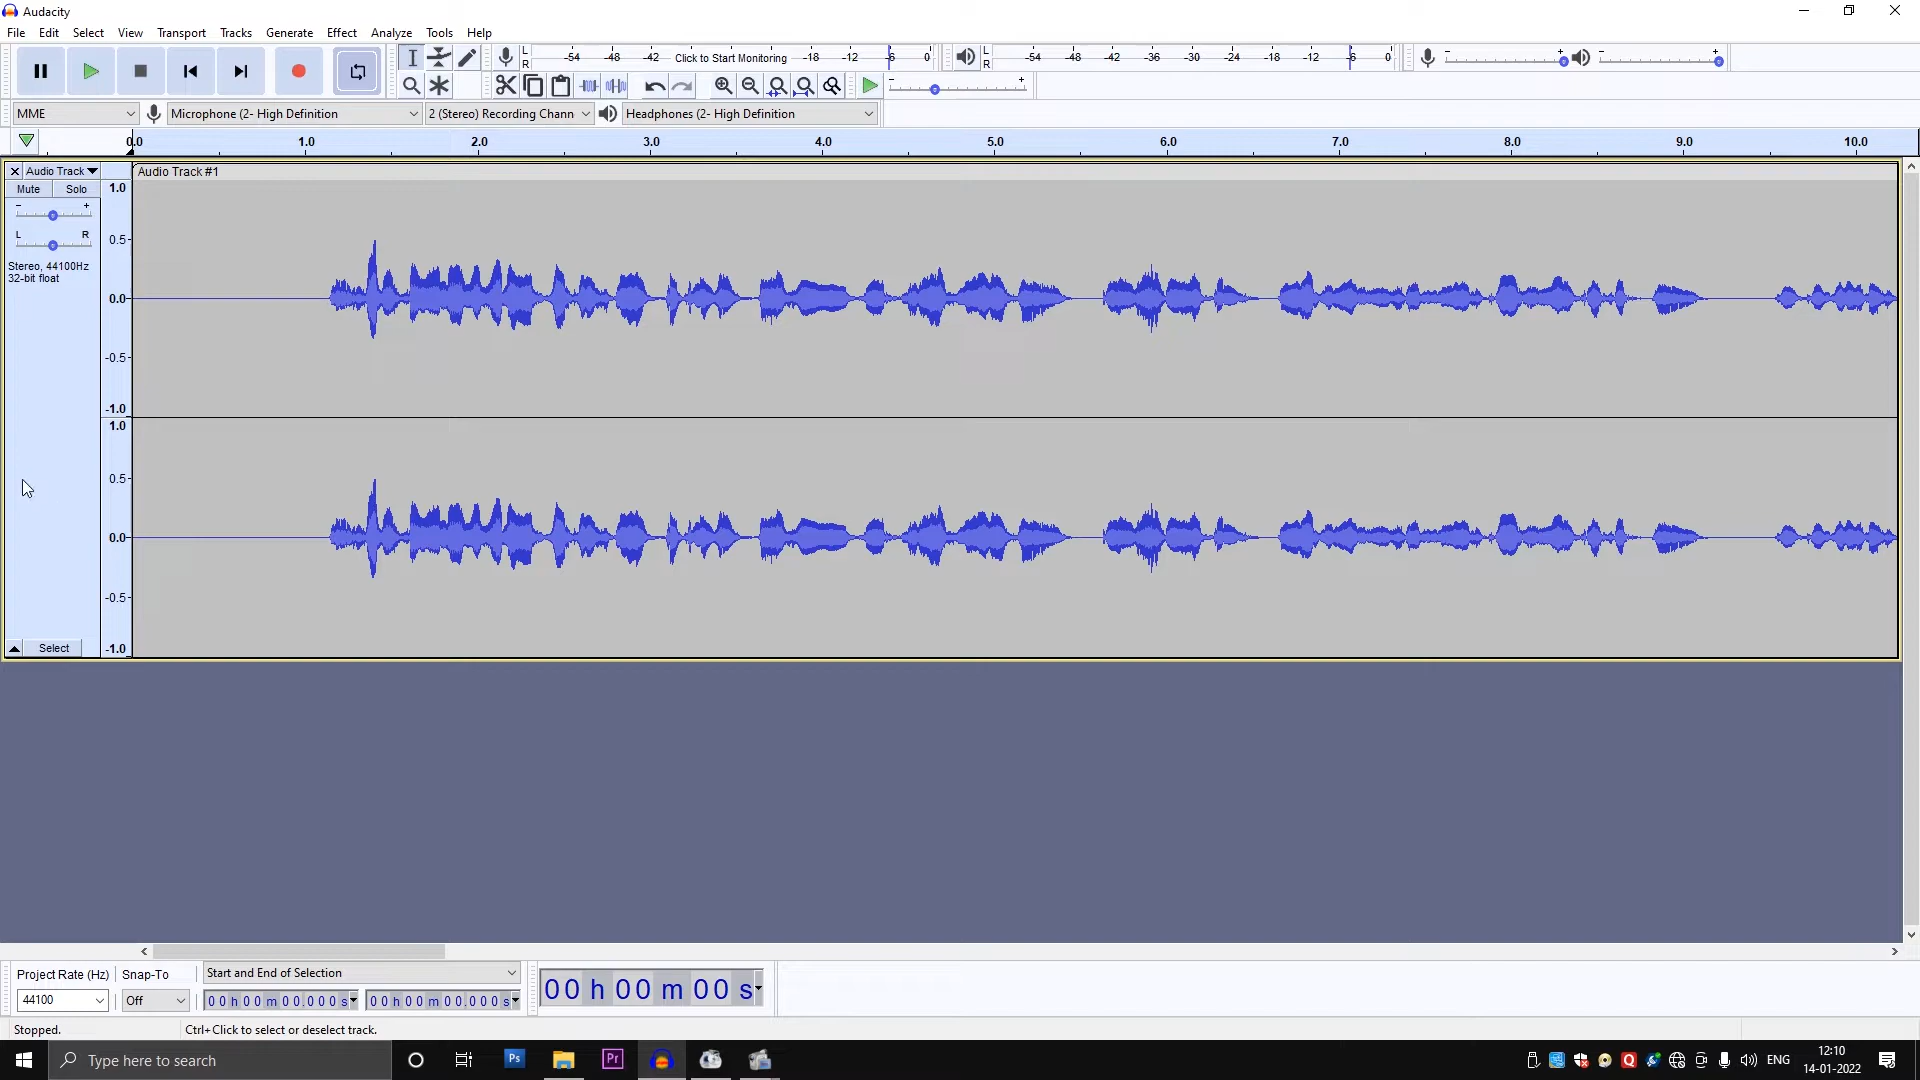 Audacity
File Edit Select View Transport Tracks Generate Effect Analyze Tools Help
L R -54 -48 -42 Click to Start Monitoring -18 -12 -6 0 L R -54 -48 -42 -36 -30 -24 -18 -12 -6 0 - + - +
- +
MME Microphone (2- High Definition 2 (Stereo) Recording Chann Headphones (2- High Definition
0.0 1.0 2.0 3.0 4.0 5.0 6.0 7.0 8.0 9.0 10.0
Audio Track Audio Track #1
Mute Solo 1.0
- +
L R 0.5
Stereo, 44100Hz
32-bit float
0.0
-0.5
-1.0
1.0
0.5
0.0
-0.5
Select -1.0
Project Rate (Hz) Snap-To Start and End of Selection
44100 Off 00h00m00.000s 00h00m00.000s 00 h 00 m 00 s
Stopped. Ctrl+Click to select or deselect track.
Type here to search Ps Pr Q ENG 12:10
14-01-2022